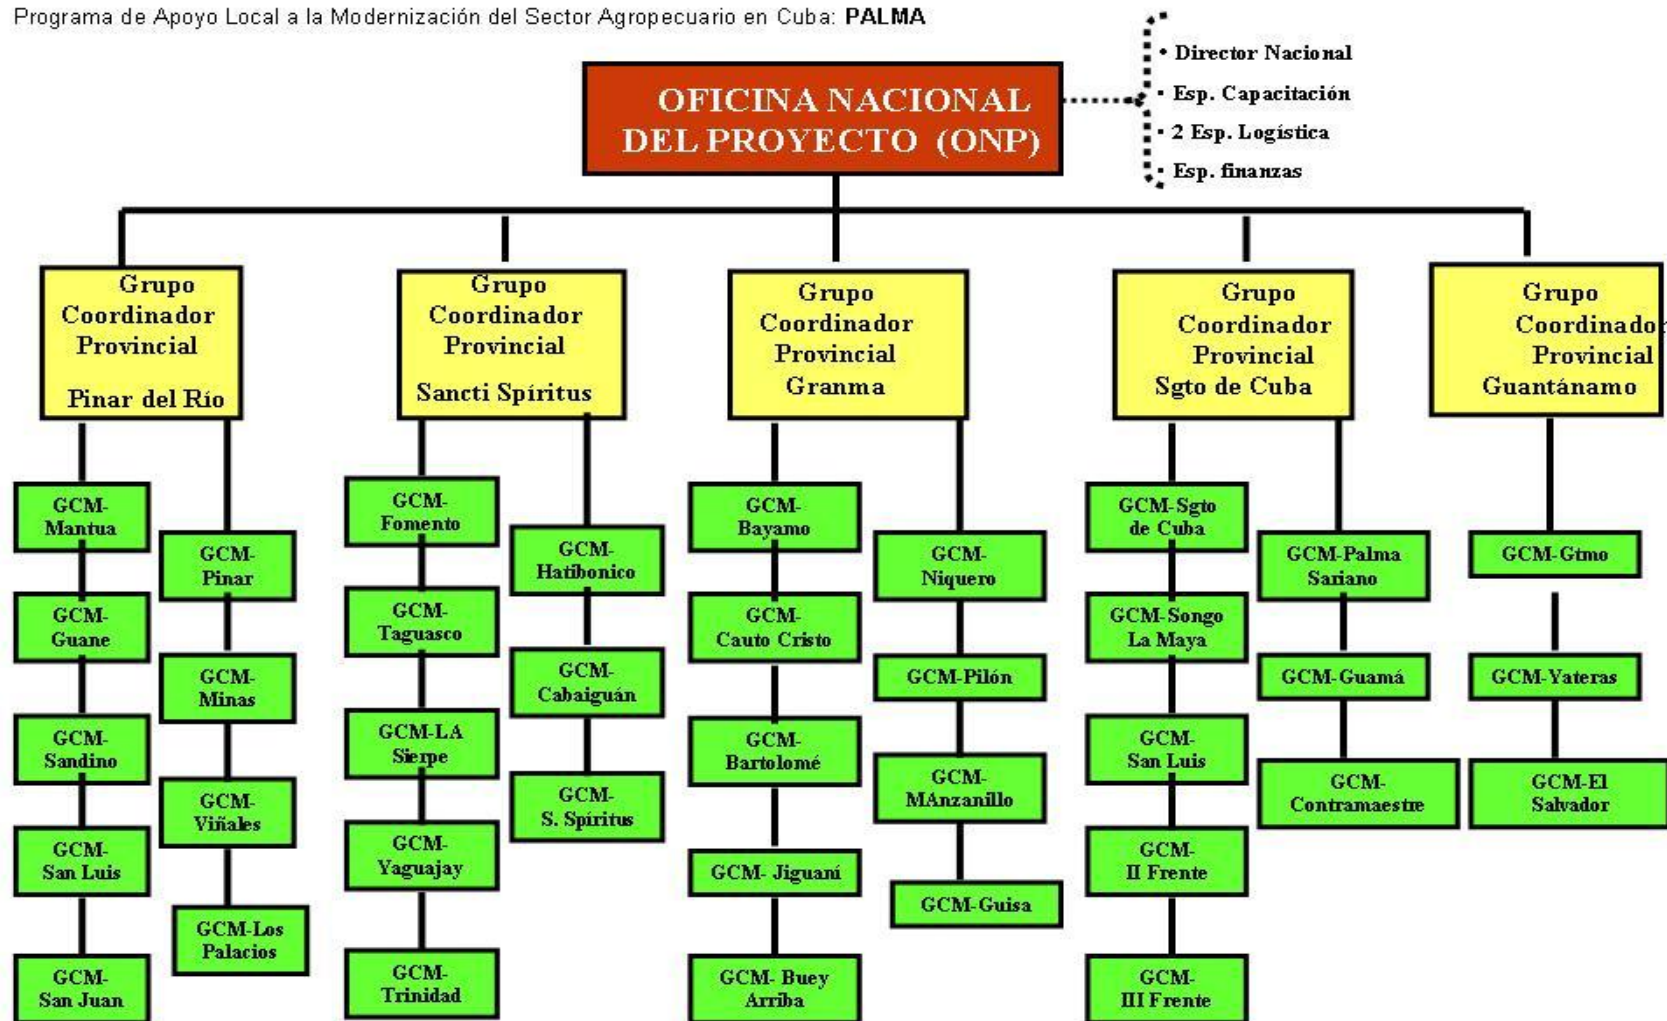 Programa de Apoyo Local a la Modernización del Sector Agropecuario en Cuba: PALMA
OFICINA NACIONAL
DEL PROYECTO (ONP)
• Director Nacional
• Esp. Capacitación
• 2 Esp. Logística
• Esp. finanzas
Grupo
Coordinador
Provincial
Pinar del Río
Grupo
Coordinador
Provincial
Sancti Spíritus
Grupo
Coordinador
Provincial
Granma
Grupo
Coordinador
Provincial
Sgto de Cuba
Grupo
Coordinador
Provincial
Guantánamo
GCM-
Mantua
GCM-
Guane
GCM-
Sandino
GCM-
San Luis
GCM-
San Juan
GCM-
Pinar
GCM-
Minas
GCM-
Viñales
GCM-Los
Palacios
GCM-
Fomento
GCM-
Taguasco
GCM-LA
Sierpe
GCM-
Yaguajay
GCM-
Trinidad
GCM-
Hatibonico
GCM-
Cabaiguán
GCM-
S. Spíritus
GCM-
Bayamo
GCM-
Cauto Cristo
GCM-
Bartolomé
GCM- Jiguaní
GCM- Buey
Arriba
GCM-
Niquero
GCM-Pilón
GCM-
MAnzanillo
GCM-Guisa
GCM-Sgto
de Cuba
GCM-Songo
La Maya
GCM-
San Luis
GCM-
II Frente
GCM-
III Frente
GCM-Palma
Sariano
GCM-Guamá
GCM-
Contramaestre
GCM-Gtmo
GCM-Yateras
GCM-El
Salvador